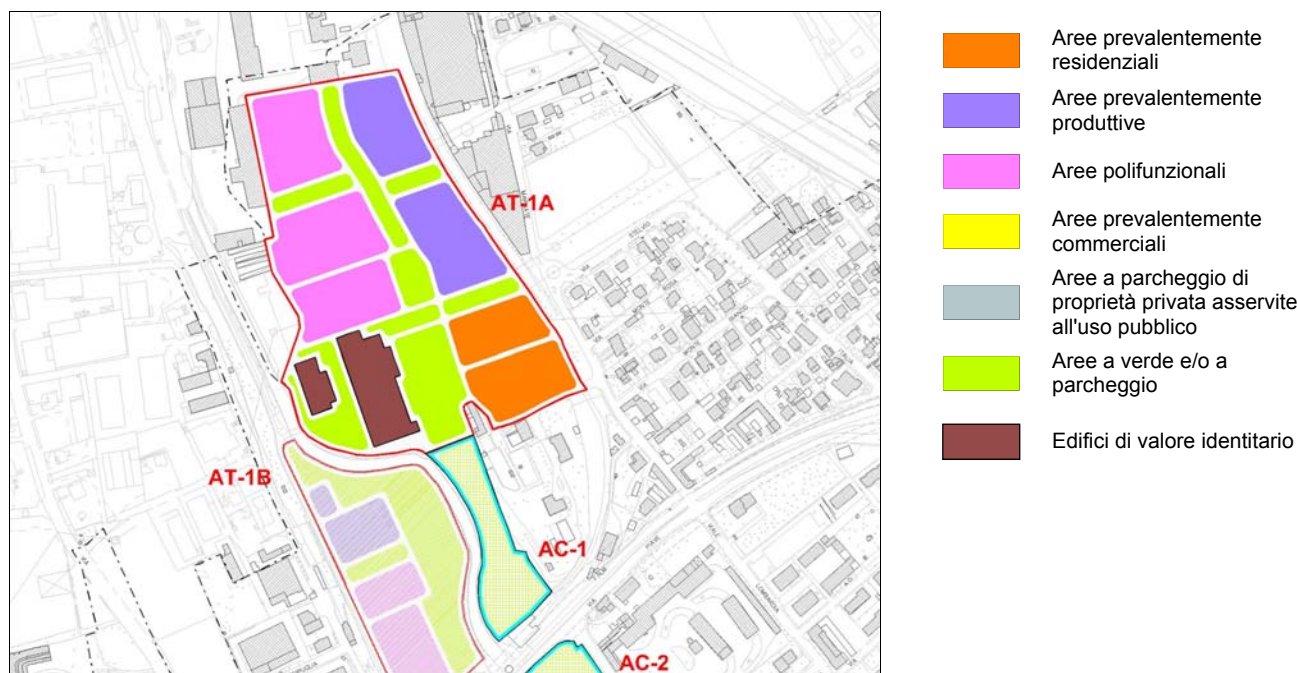 AT-1A
AT-1B
AC-1
AC-2
Aree prevalentemente
residenziali
Aree prevalentemente
produttive
Aree polifunzionali
Aree prevalentemente
commerciali
Aree a parcheggio di
proprietà privata asservite
all'uso pubblico
Aree a verde e/o a
parcheggio
Edifici di valore identitario